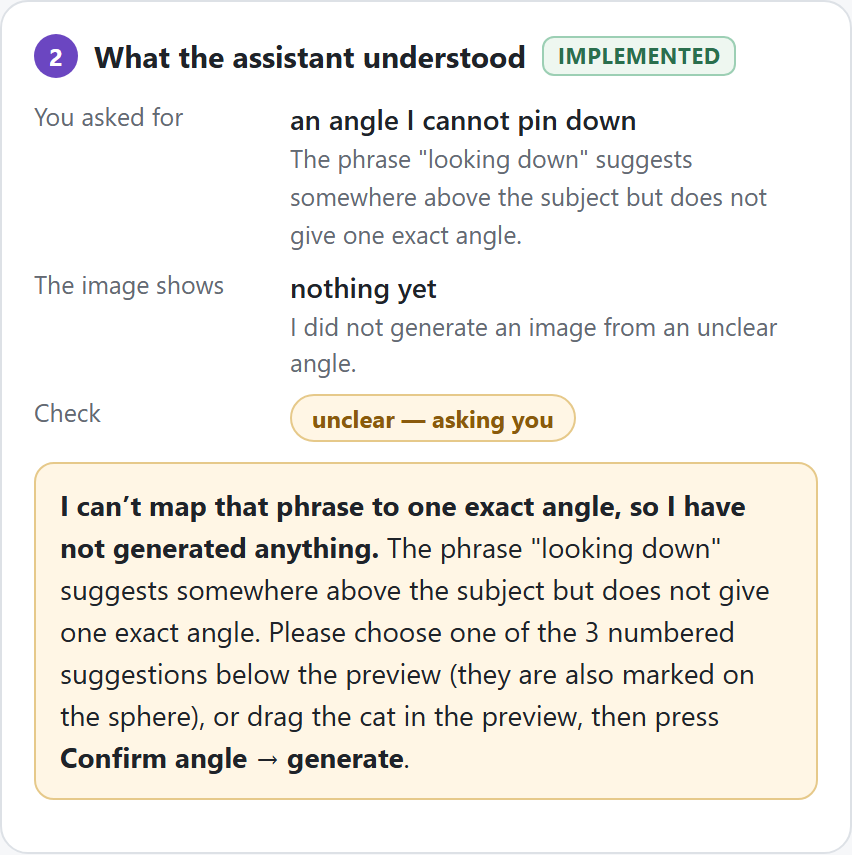 2 What the assistant understood IMPLEMENTED
You asked for
an angle I cannot pin down
The phrase "looking down" suggests
somewhere above the subject but does not
give one exact angle.
The image shows
nothing yet
I did not generate an image from an unclear
angle.
Check
unclear — asking you
I can’t map that phrase to one exact angle, so I have
not generated anything. The phrase "looking down"
suggests somewhere above the subject but does not give
one exact angle. Please choose one of the 3 numbered
suggestions below the preview (they are also marked on
the sphere), or drag the cat in the preview, then press
Confirm angle → generate.